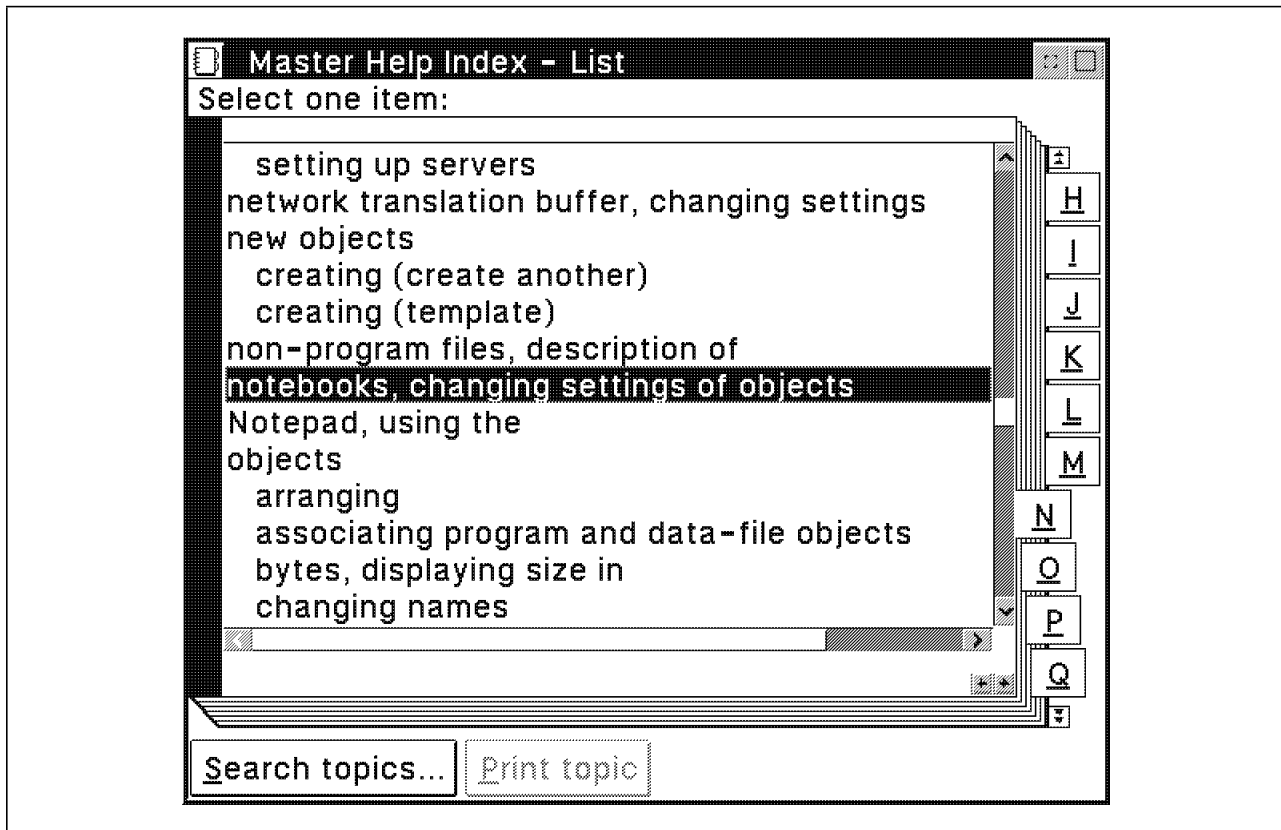 Master Help Index - List
Select one item:
setting up servers
network translation buffer, changing settings
new objects
creating (create another)
creating (template)
non-program files, description of
notebooks, changing settings of objects
Notepad, using the
objects
arranging
associating program and data-file objects
bytes, displaying size in
changing names
H
I
J
K
L
M
N
O
P
Q
Search topics...
Print topic